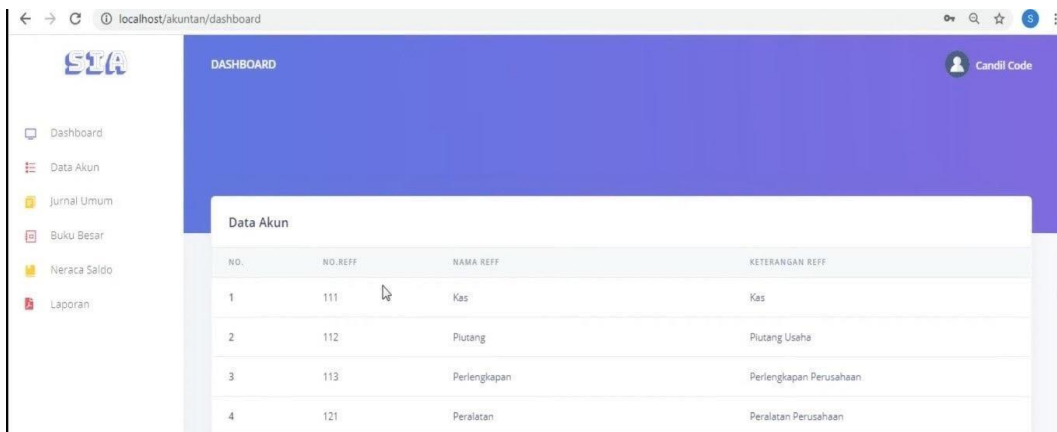 localhost/akuntan/dashboard
S
SIA
DASHBOARD
Candil Code
Dashboard
Data Akun
Jurnal Umum
Buku Besar
Neraca Saldo
Laporan
Data Akun
NO. NO.REFF NAMA REFF KETERANGAN REFF
1 111 Kas Kas
2 112 Piutang Piutang Usaha
3 113 Perlengkapan Perlengkapan Perusahaan
4 121 Peralatan Peralatan Perusahaan